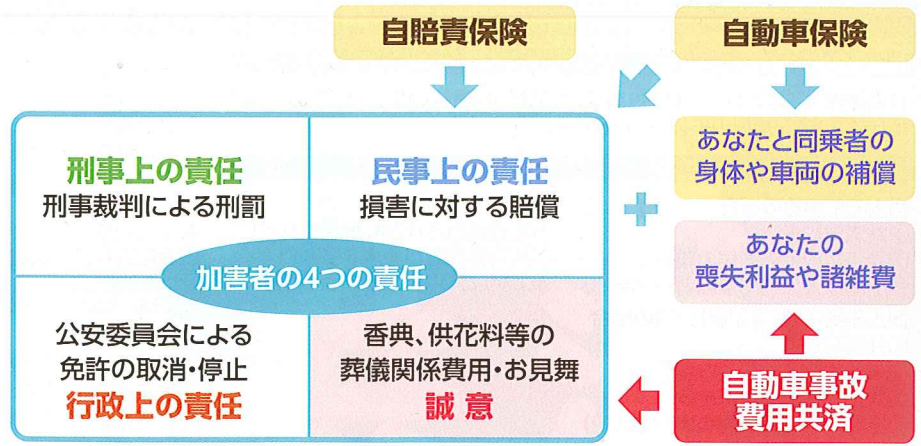 自賠責保険
自動車保険
刑事上の責任
刑事裁判による刑罰
民事上の責任
損害に対する賠償
加害者の4つの責任
公安委員会による
免許の取消・停止
行政上の責任
香典、供花料等の
葬儀関係費用・お見舞
誠意
あなたと同乗者の
身体や車両の補償
+
あなたの
喪失利益や諸雑費
自動車事故
費用共済